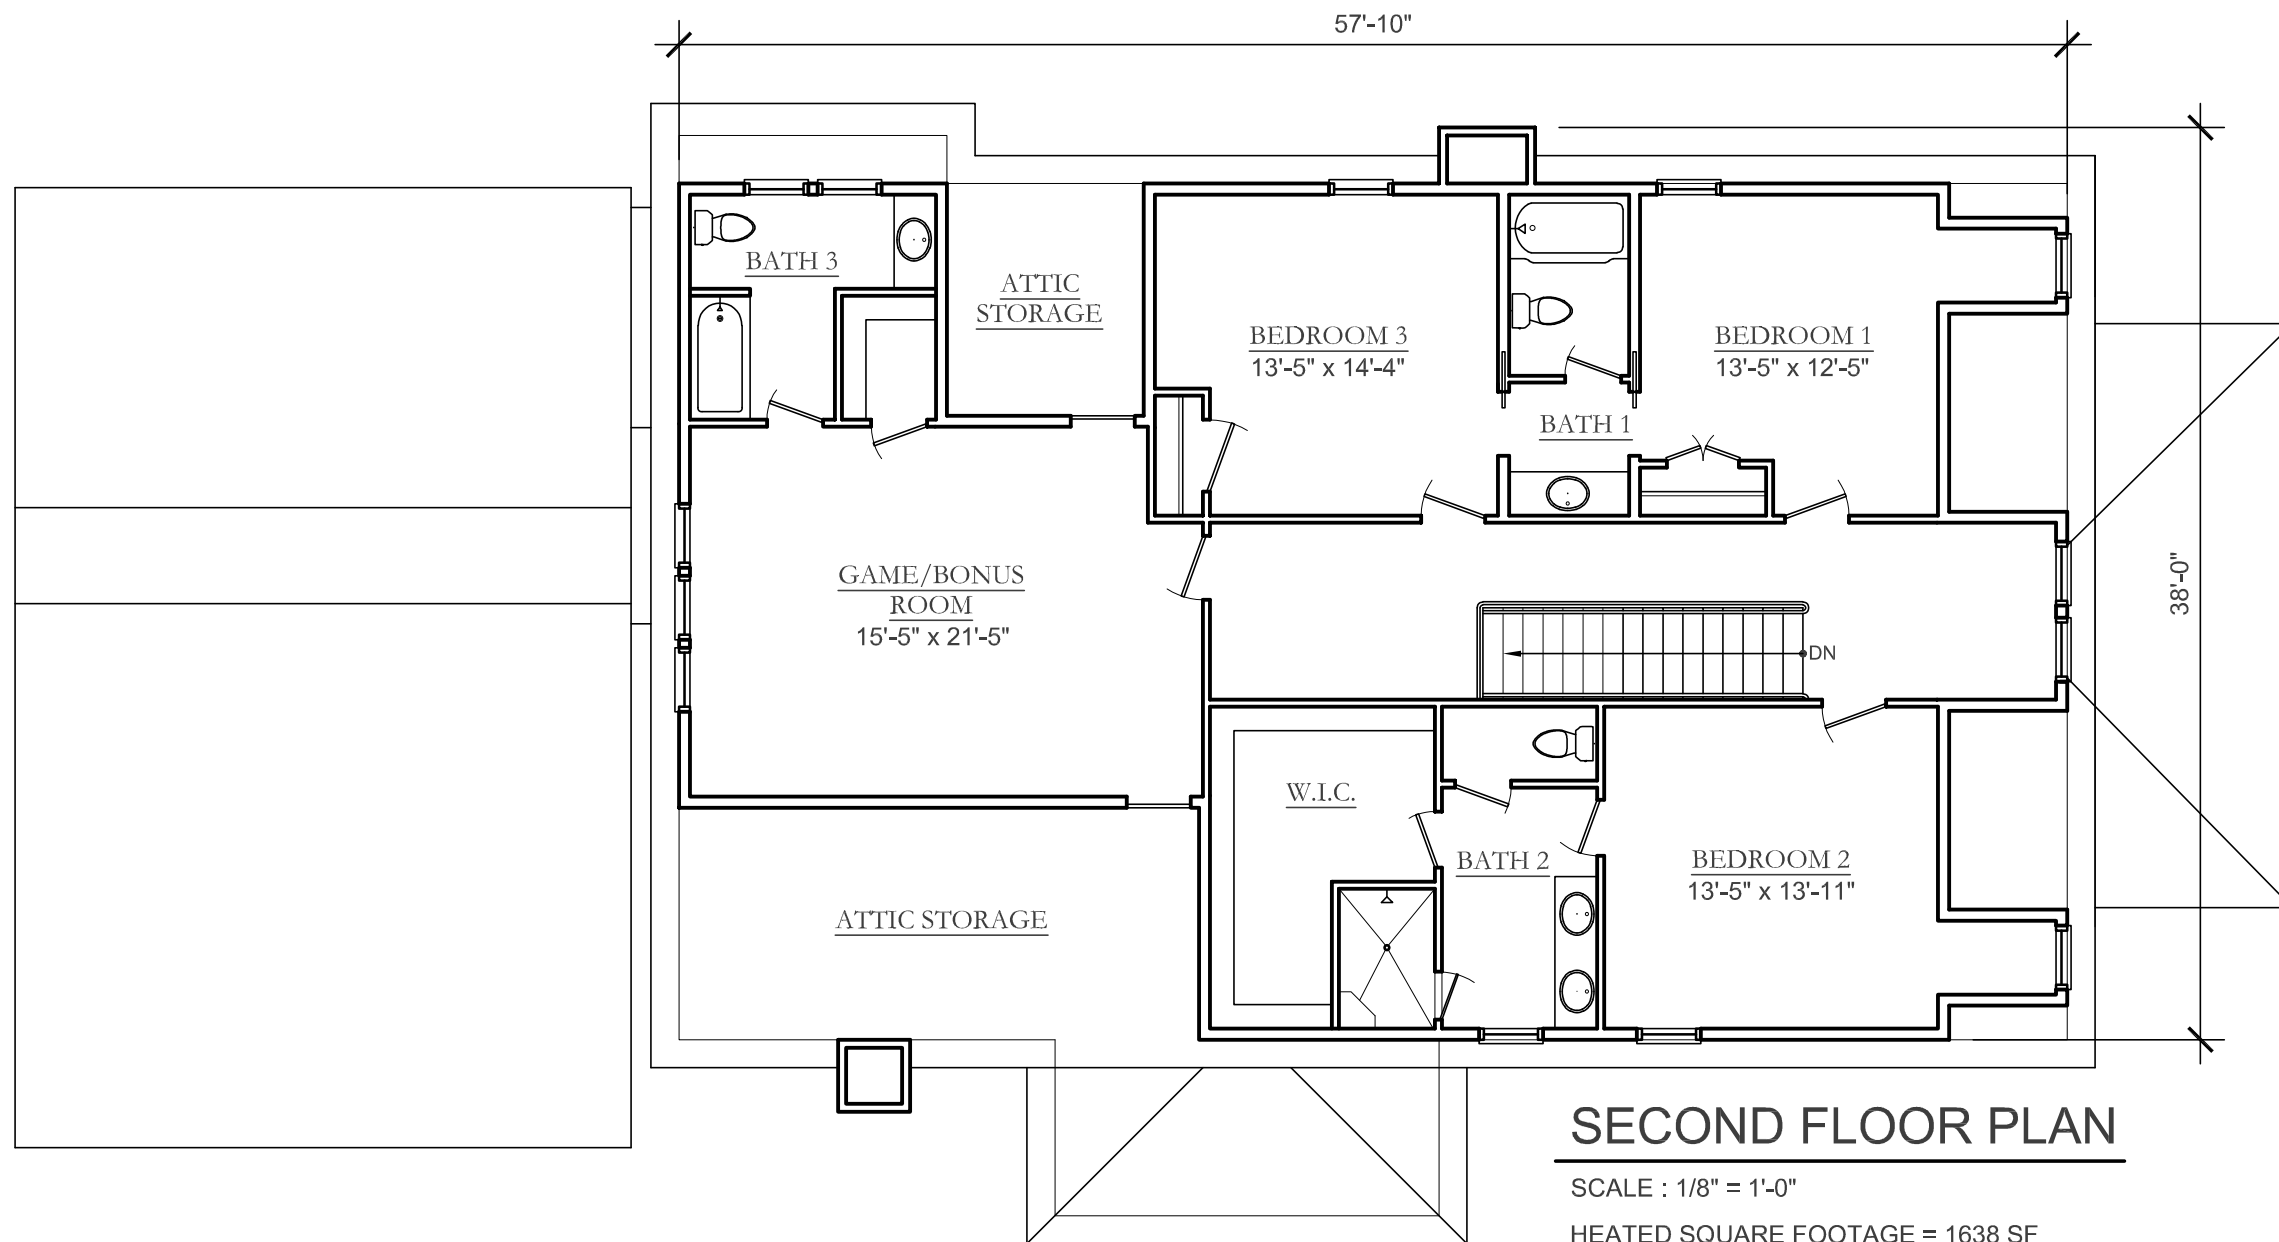 57'-10"
BATH 3
ATTIC
STORAGE
BEDROOM 3
13'-5" x 14'-4"
BEDROOM 1
13'-5" x 12'-5"
BATH 1
GAME/BONUS
ROOM
15'-5" x 21'-5"
38'-0"
DN
W.I.C.
BATH 2
BEDROOM 2
13'-5" x 13'-11"
ATTIC STORAGE
SECOND FLOOR PLAN
SCALE : 1/8" = 1'-0"
HEATED SQUARE FOOTAGE = 1638 SF